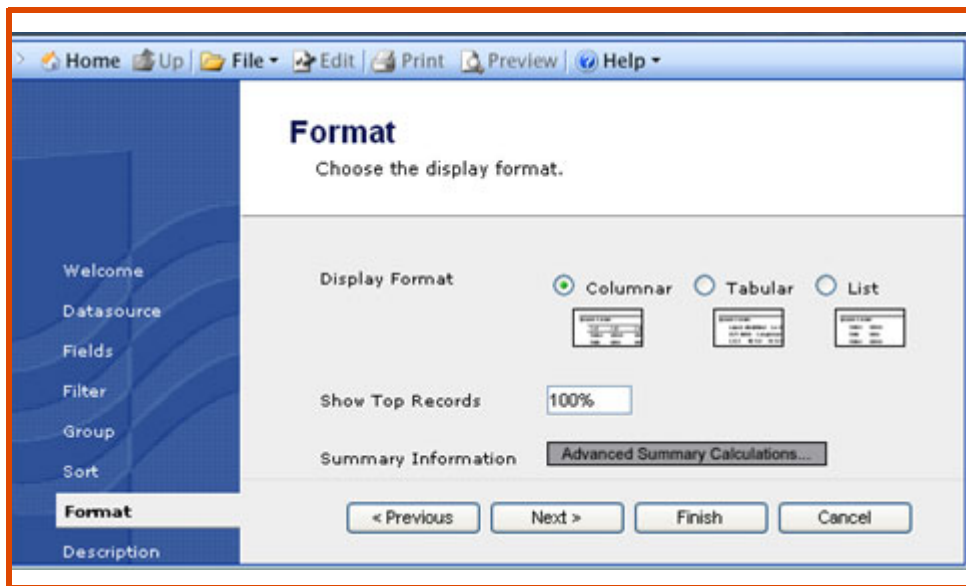 Home Up File Edit Print Preview Help
Format
Choose the display format.
Welcome
Datasource
Fields
Filter
Group
Sort
Format
Description
Display Format
Columnar Tabular List
Show Top Records 100%
Summary Information Advanced Summary Calculations...
< Previous Next > Finish Cancel